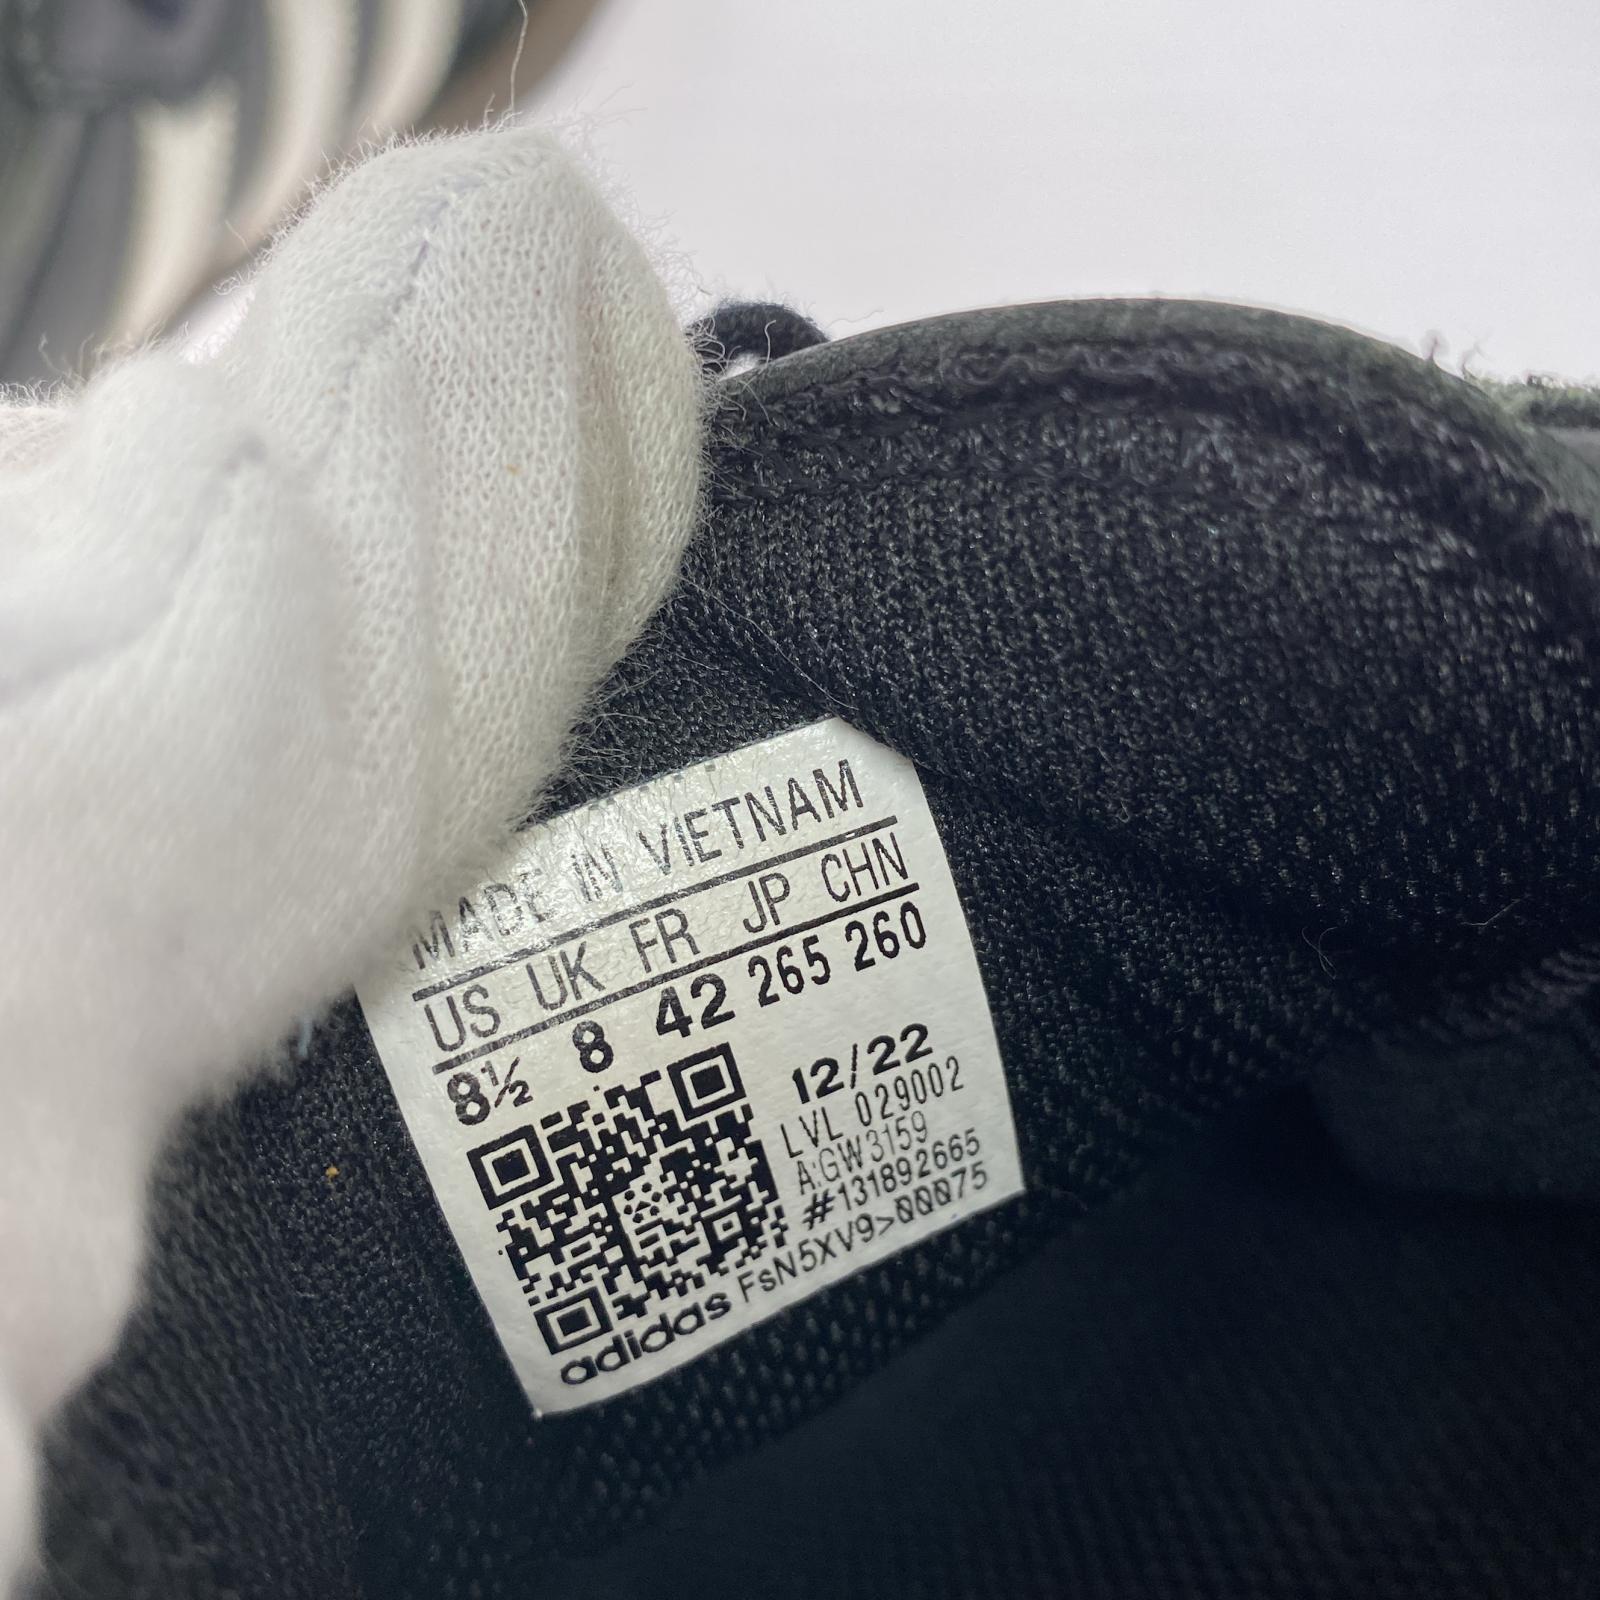 MADE IN VIETNAM
US UK FR JP CHN
8½ 8 42 265 260
12/22
LVL 029002
A:GW3159
#131892665
FsN5XV9>00075
adidas